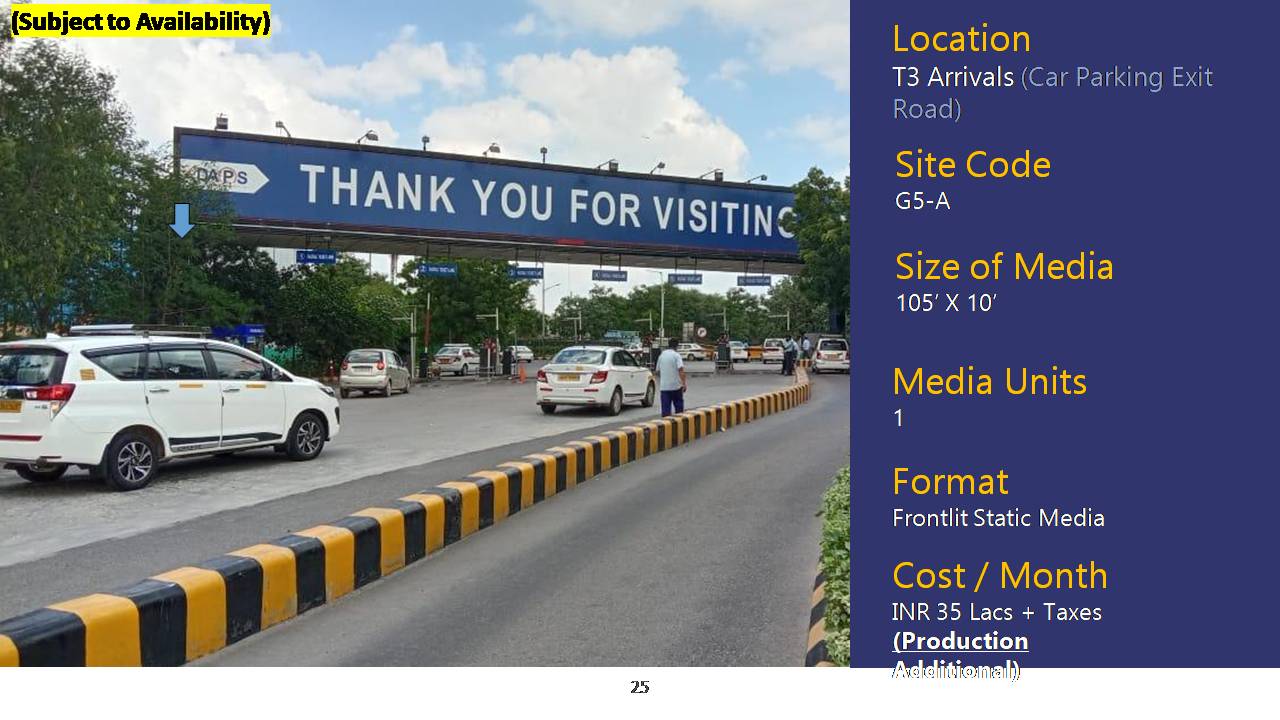 (Subject to Availability)
DAPS
THANK YOU FOR VISITING
Location
T3 Arrivals (Car Parking Exit
Road)
Site Code
G5-A
Size of Media
105’ X 10’
Media Units
1
Format
Frontlit Static Media
Cost / Month
INR 35 Lacs + Taxes
(Production
Additional)
25